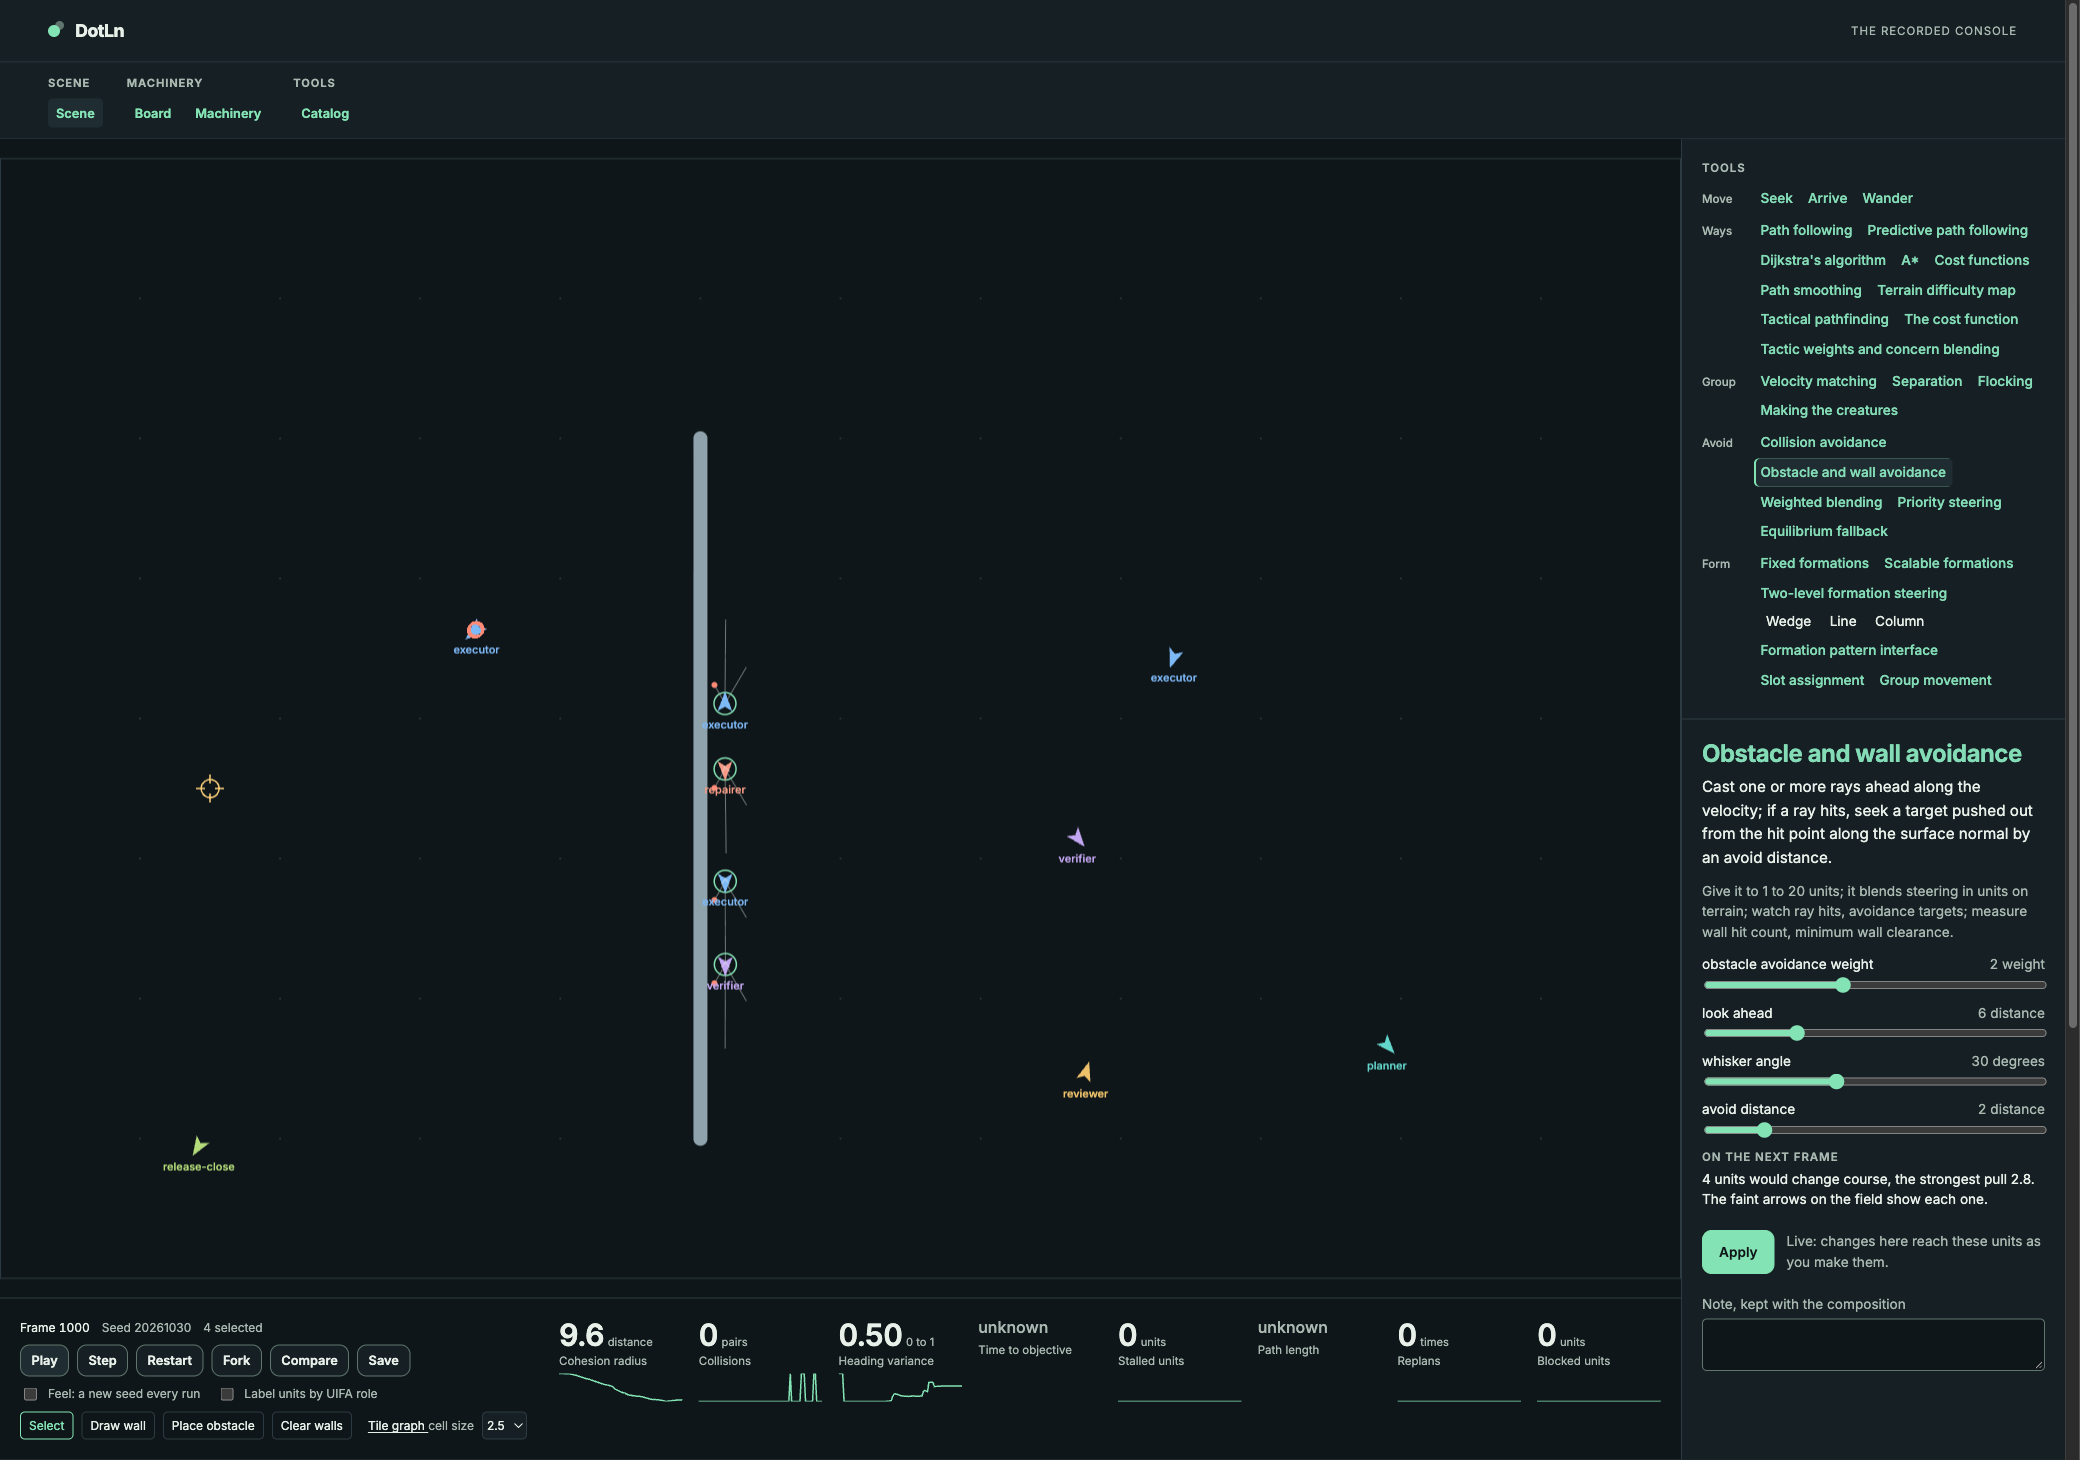 DotLn
THE RECORDED CONSOLE
SCENE
MACHINERY
TOOLS
Scene
Board
Machinery
Catalog
executor
executor
executor
repairer
verifier
executor
verifier
planner
reviewer
release-close
TOOLS
Move Seek Arrive Wander
Ways Path following Predictive path following
Dijkstra's algorithm A* Cost functions
Path smoothing Terrain difficulty map
Tactical pathfinding The cost function
Tactic weights and concern blending
Group Velocity matching Separation Flocking
Making the creatures
Avoid Collision avoidance
Obstacle and wall avoidance
Weighted blending Priority steering
Equilibrium fallback
Form Fixed formations Scalable formations
Two-level formation steering
Wedge Line Column
Formation pattern interface
Slot assignment Group movement
Obstacle and wall avoidance
Cast one or more rays ahead along the
velocity; if a ray hits, seek a target pushed out
from the hit point along the surface normal by
an avoid distance.
Give it to 1 to 20 units; it blends steering in units on
terrain; watch ray hits, avoidance targets; measure
wall hit count, minimum wall clearance.
obstacle avoidance weight 2 weight
look ahead 6 distance
whisker angle 30 degrees
avoid distance 2 distance
ON THE NEXT FRAME
4 units would change course, the strongest pull 2.8.
The faint arrows on the field show each one.
Apply
Live: changes here reach these units as
you make them.
Note, kept with the composition
Frame 1000 Seed 20261030 4 selected
Play Step Restart Fork Compare Save
Feel: a new seed every run Label units by UIFA role
Select Draw wall Place obstacle Clear walls Tile graph cell size 2.5
9.6 distance
Cohesion radius
0 pairs
Collisions
0.50 0 to 1
Heading variance
unknown
Time to objective
0 units
Stalled units
unknown
Path length
0 times
Replans
0 units
Blocked units